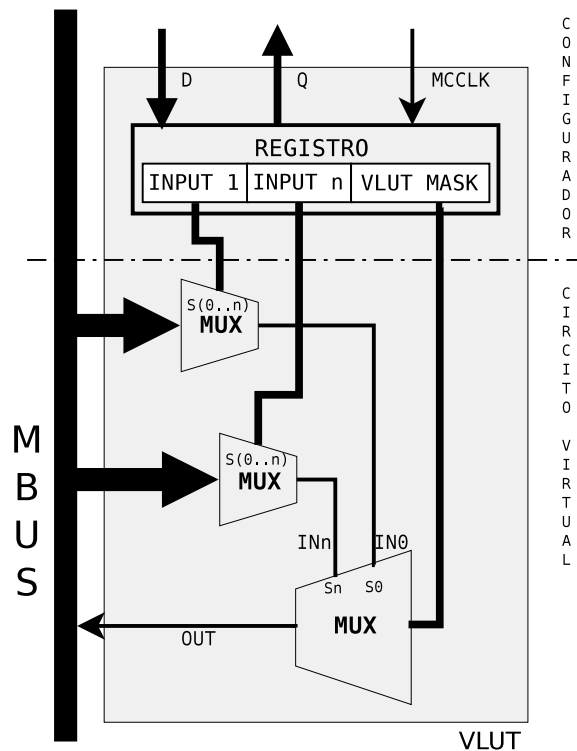 D
Q
MCCLK
REGISTRO
INPUT 1
INPUT n
VLUT MASK
CONFIGURADOR
S(0..n)
MUX
S(0..n)
MUX
MBUS
INn
IN0
Sn
S0
MUX
OUT
CIRCITO VIRTUAL
VLUT